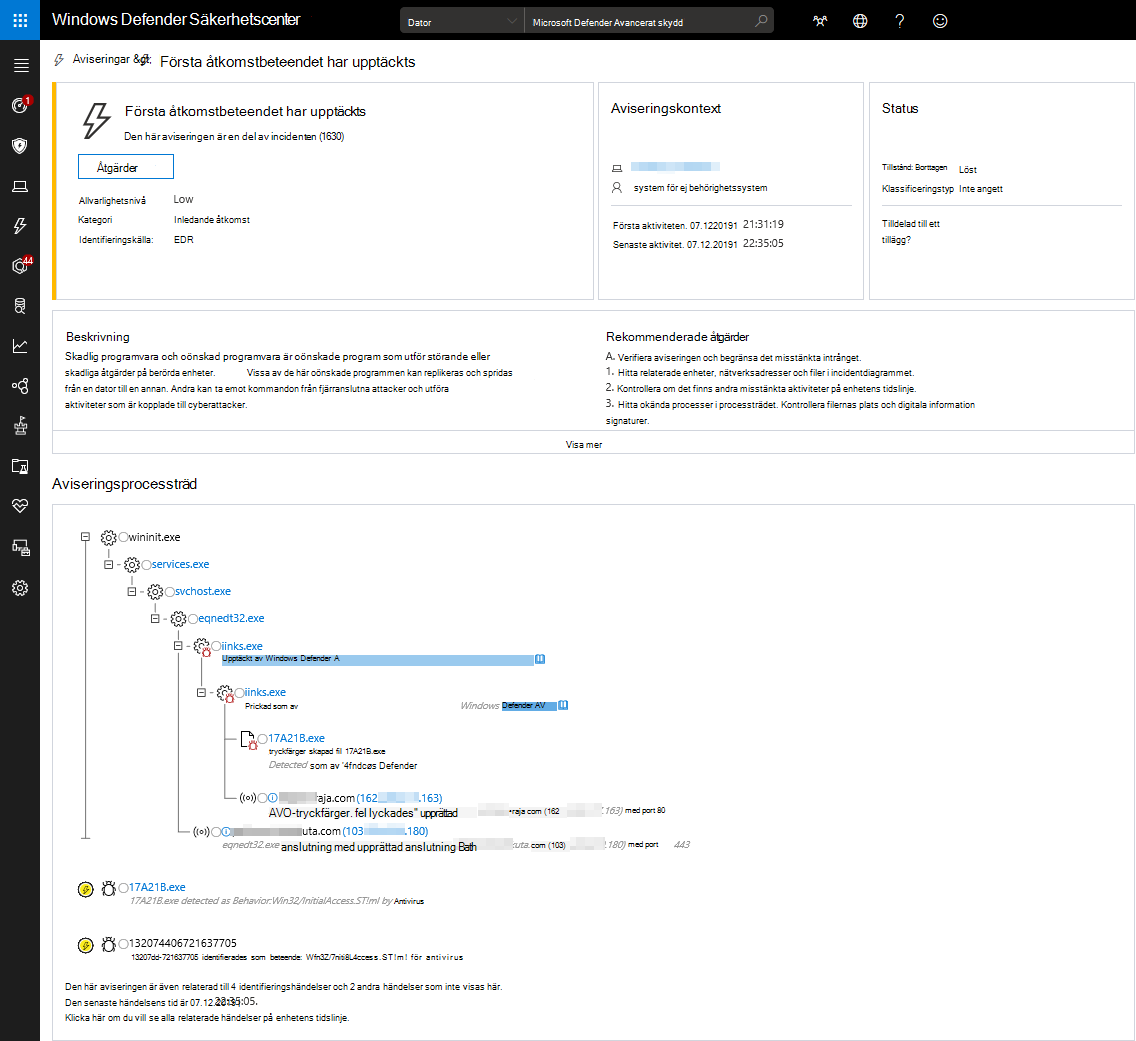 Windows Defender Säkerhetscenter
Dator
Microsoft Defender Avancerat skydd
Aviseringar &gt;
Första åtkomstbeteendet har upptäckts
1
44
Första åtkomstbeteendet har upptäckts
Den här aviseringen är en del av incidenten (1630)
Åtgärder
Allvarlighetsnivå Low
Kategori Inledande åtkomst
Identifieringskälla: EDR
Aviseringskontext
system för ej behörighetssystem
Första aktiviteten. 07.1220191 21:31:19
Senaste aktivitet. 07.12.20191 22:35:05
Status
Tillstånd: Borttagen Löst
Klassificeringstyp Inte angett
Tilldelad till ett
tillägg?
Beskrivning
Skadlig programvara och oönskad programvara är oönskade program som utför störande eller
skadliga åtgärder på berörda enheter. Vissa av de här oönskade programmen kan replikeras och spridas
från en dator till en annan. Andra kan ta emot kommandon från fjärranslutna attacker och utföra
aktiviteter som är kopplade till cyberattacker.
Rekommenderade åtgärder
A. Verifiera aviseringen och begränsa det misstänkta intrånget.
1. Hitta relaterade enheter, nätverksadresser och filer i incidentdiagrammet.
2. Kontrollera om det finns andra misstänkta aktiviteter på enhetens tidslinje.
3. Hitta okända processer i processträdet. Kontrollera filernas plats och digitala information
signaturer.
Visa mer
Aviseringsprocessträd
wininit.exe
services.exe
svchost.exe
eqnedt32.exe
iinks.exe
Upptäckt av Windows Defender A
iinks.exe
Prickad som av Windows Defender AV
17A21B.exe
tryckfärger skapad fil 17A21B.exe
Detected som av '4fndcøs Defender
raja.com (162 .163)
AVO-tryckfärger. fel lyckades" upprättad raja.com (162 .163) med port 80
uta.com (103 .180)
eqnedt32.exe anslutning med upprättad anslutning Bath kuta.com (103) .180) med port 443
17A21B.exe
17A21B.exe detected as Behavior:Win32/InitialAccess.ST!ml by Antivirus
132074406721637705
13207dd-721637705 identifierades som beteende: Wfn3Z/7niti8L4ccess.ST!m! för antivirus
Den här aviseringen är även relaterad till 4 identifieringshändelser och 2 andra händelser som inte visas här.
Den senaste händelsens tid är 07.12.20191 22:35:05.
Klicka här om du vill se alla relaterade händelser på enhetens tidslinje.